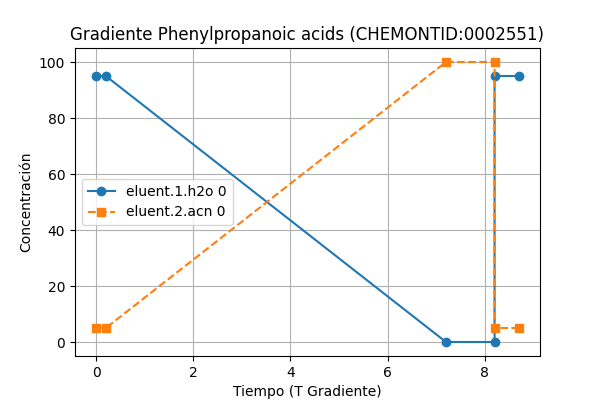 Gradiente Phenylpropanoic acids (CHEMONTID:0002551)
Concentración
100
80
60
40
20
0
eluent.1.h2o 0
eluent.2.acn 0
0 2 4 6 8
Tiempo (T Gradiente)